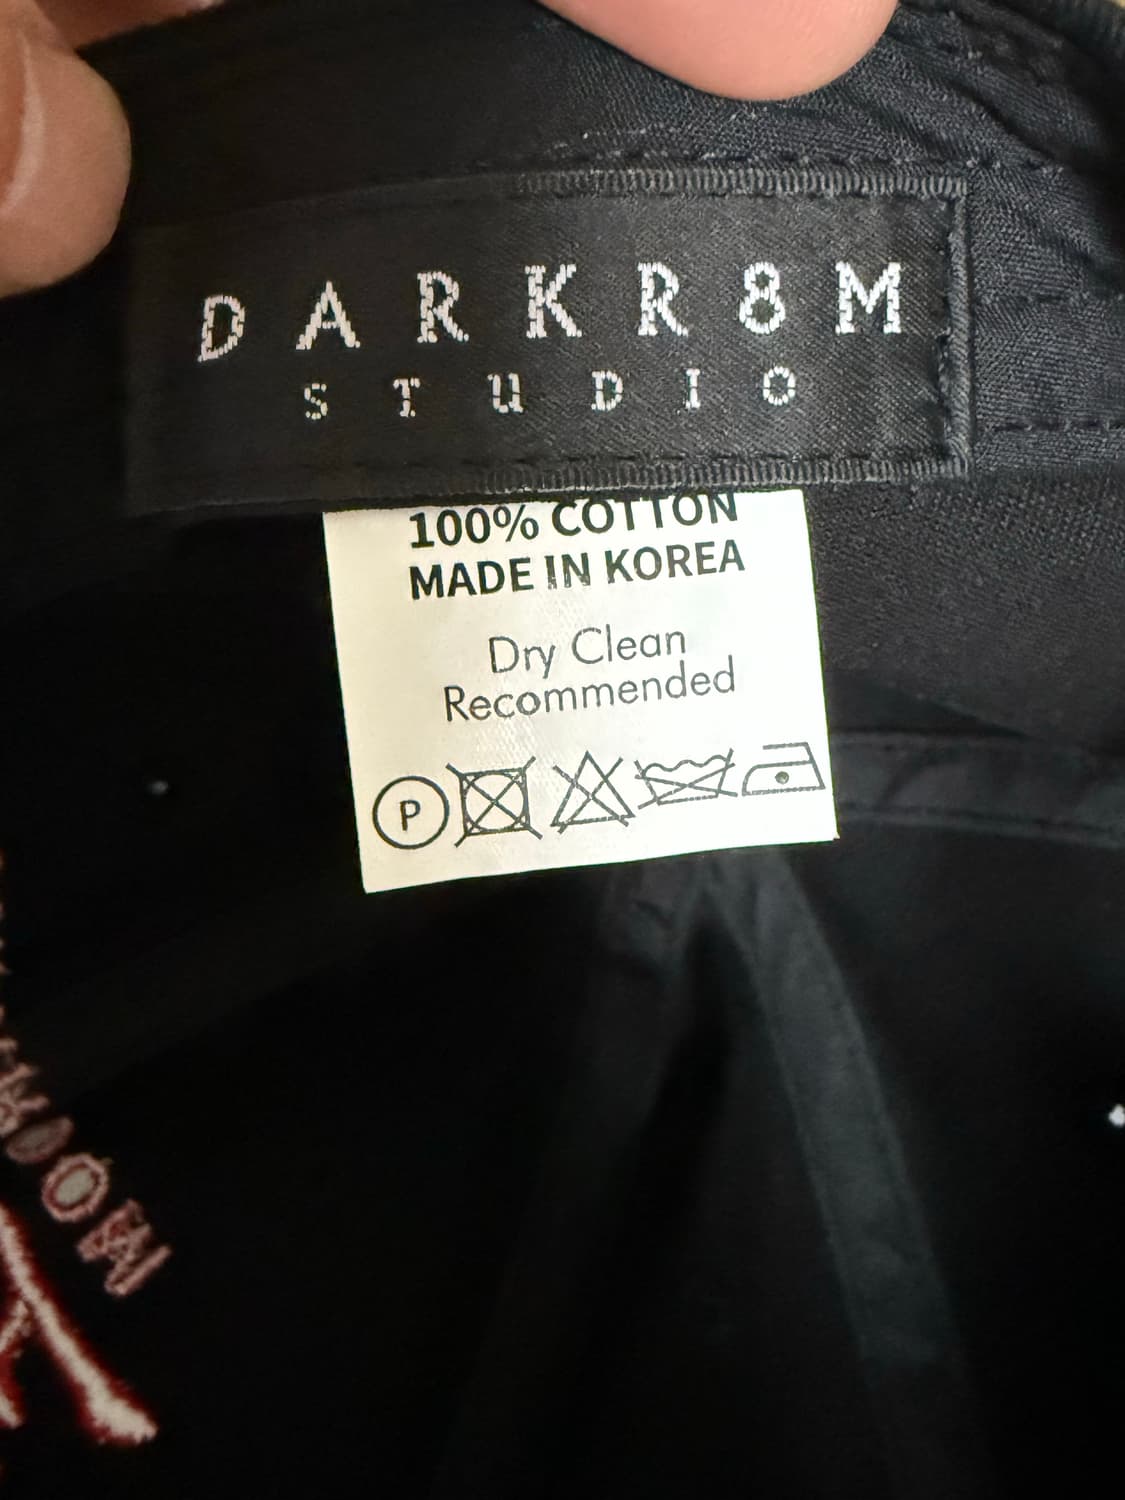 DARKR8M
STUDIO
100% COTTON
MADE IN KOREA
Dry Clean
Recommended
P